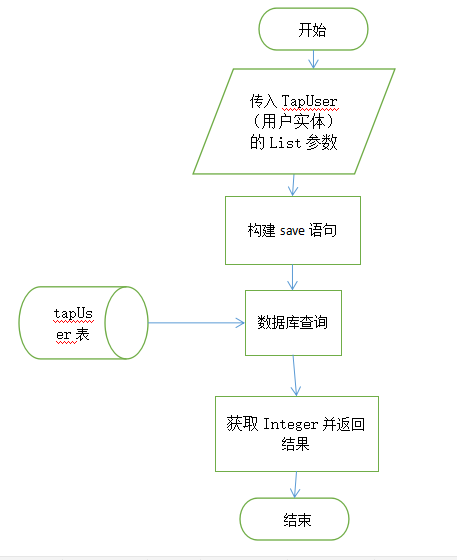 开始
传入 TapUser
（用户实体）
的 List 参数
构建 save 语句
tapUs
er 表
数据库查询
获取 Integer 并返回
结果
结束